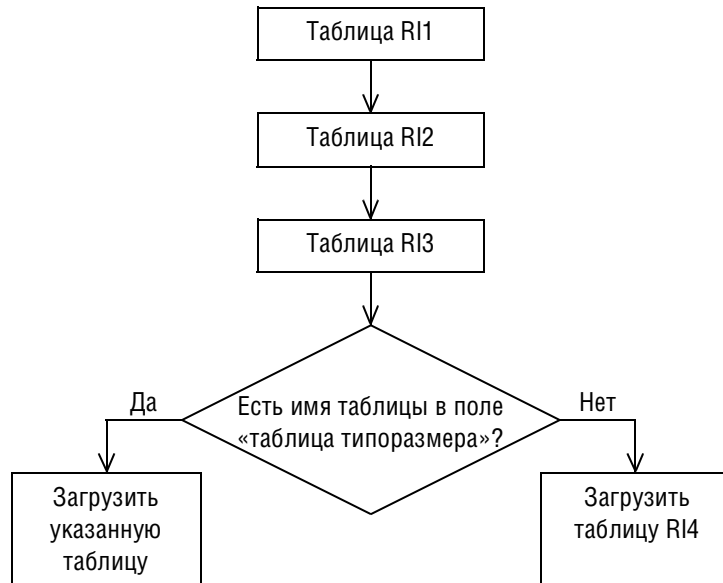 Таблица RI1
Таблица RI2
Таблица RI3
Да
Есть имя таблицы в поле
«таблица типоразмера»?
Нет
Загрузить
указанную
таблицу
Загрузить
таблицу RI4